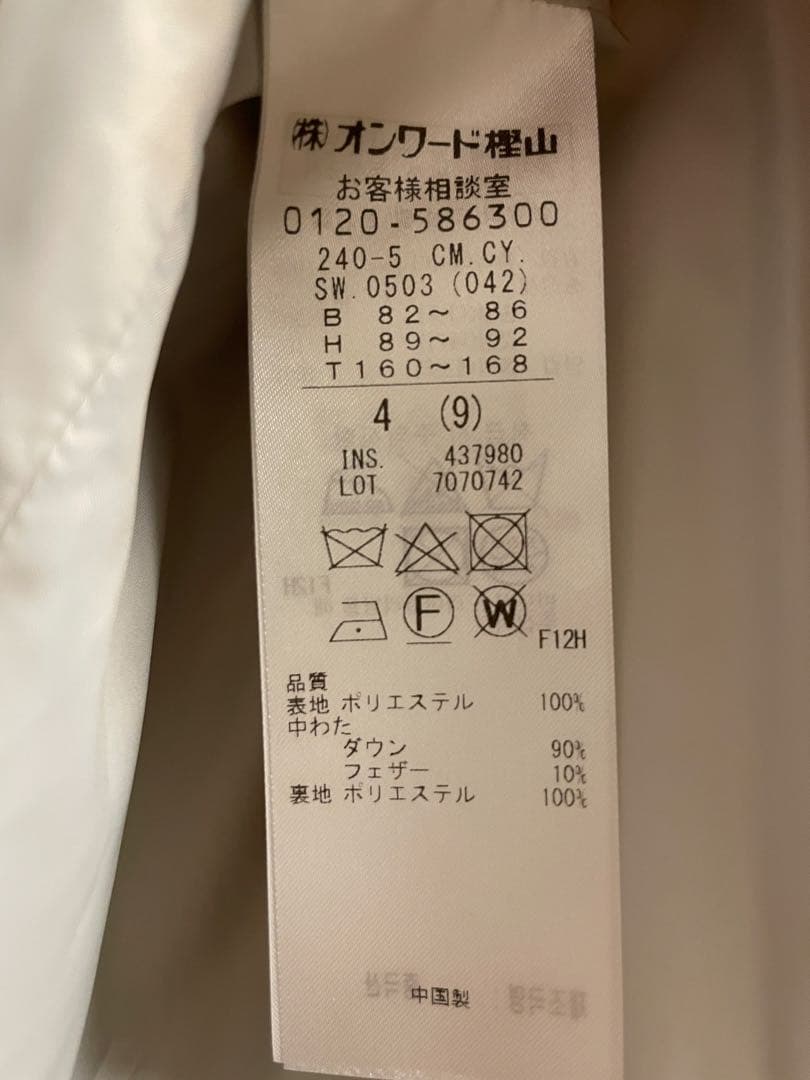 (株)オンワード樫山
お客様相談室
0120-586300
240-5 CM.CY.
SW.0503(042)
B 82～ 86
H 89～ 92
T160～168
4 (9)
INS. 437980
LOT 7070742
F W F12H
品質
表地 ポリエステル 100%
中わた
ダウン 90%
フェザー 10%
裏地 ポリエステル 100%
中国製